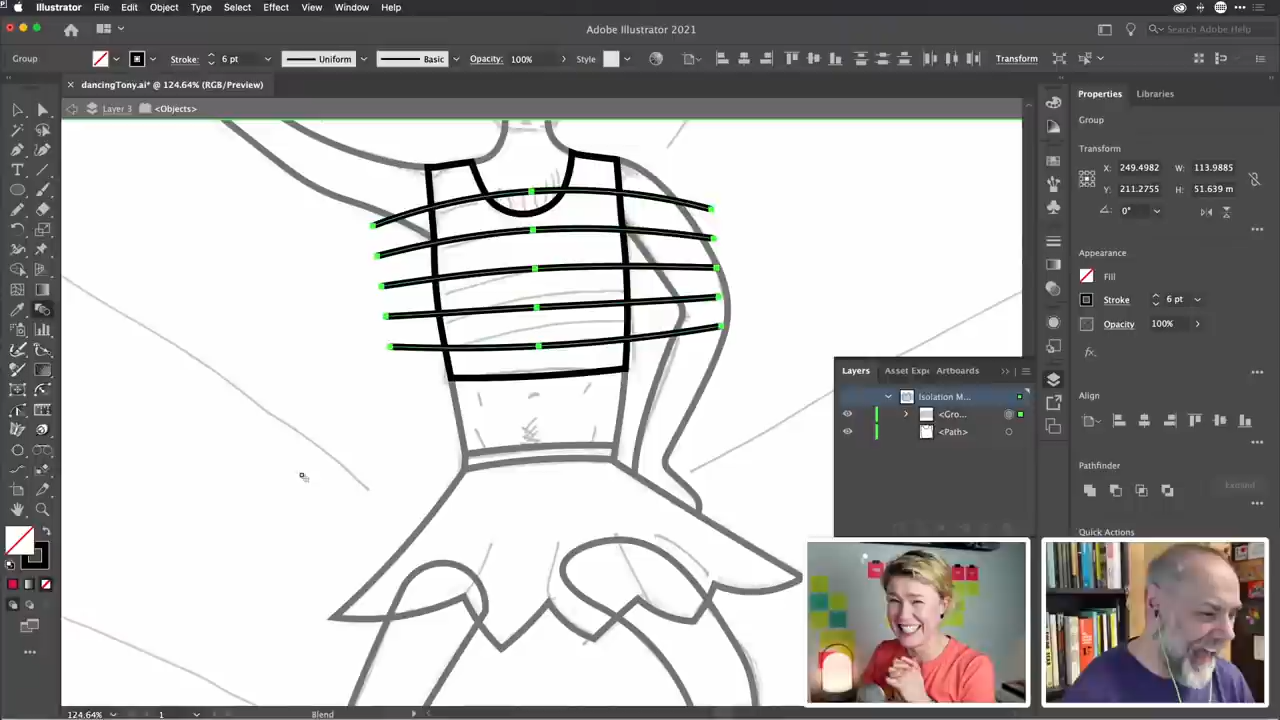 Illustrator File Edit Object Type Select Effect View Window Help
Adobe Illustrator 2021
Search Adobe Help
Group Stroke: 6 pt Uniform Basic Opacity: 100% Style Transform
dancingTony.ai* @ 124.64% (RGB/Preview)
Layer 3 <Objects>
Properties Libraries
Group
Transform
X: 249.4982 W: 113.9885
Y: 211.2755 H: 51.639 m
0°
Appearance
Fill
Stroke 6 pt
Opacity 100%
fx.
Align
Pathfinder
Expand
Quick Actions
Layers Asset Exp Artboards
Isolation M...
<Gro...
<Path>
124.64% 1 Blend